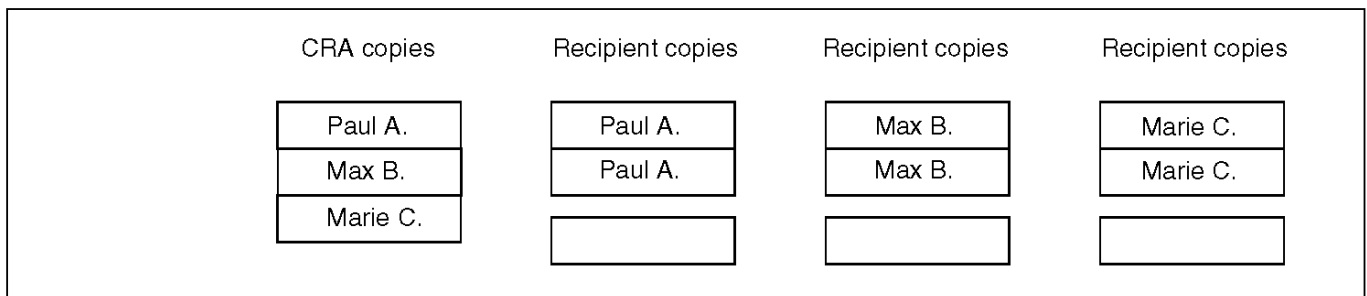 CRA copies Recipient copies Recipient copies Recipient copies
Paul A. Paul A. Max B. Marie C.
Max B. Paul A. Max B. Marie C.
Marie C.